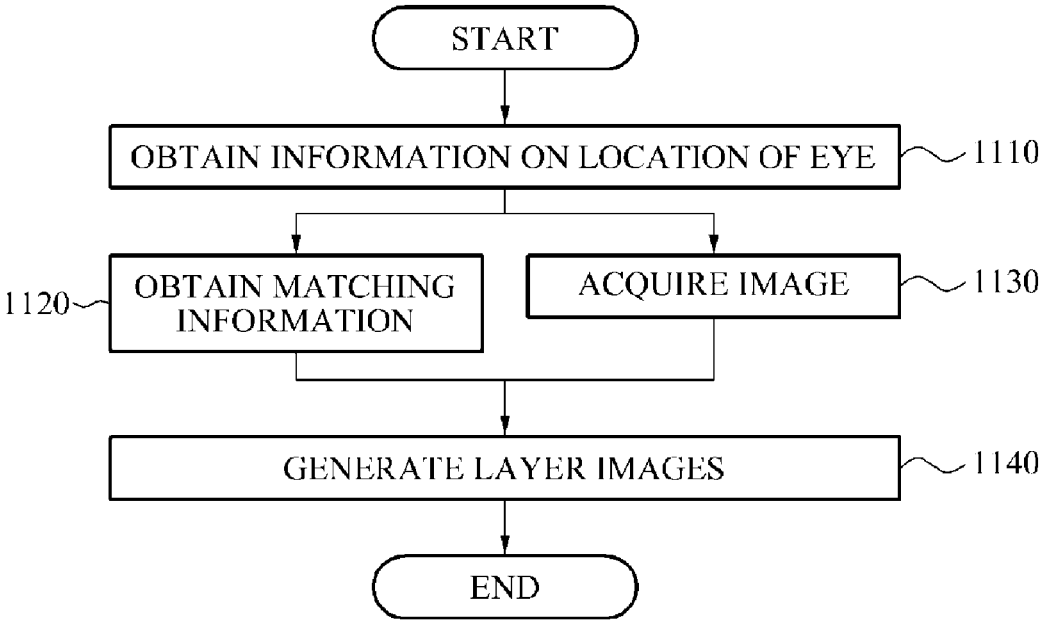 START
OBTAIN INFORMATION ON LOCATION OF EYE
1110
1120
OBTAIN MATCHING
INFORMATION
ACQUIRE IMAGE
1130
GENERATE LAYER IMAGES
1140
END